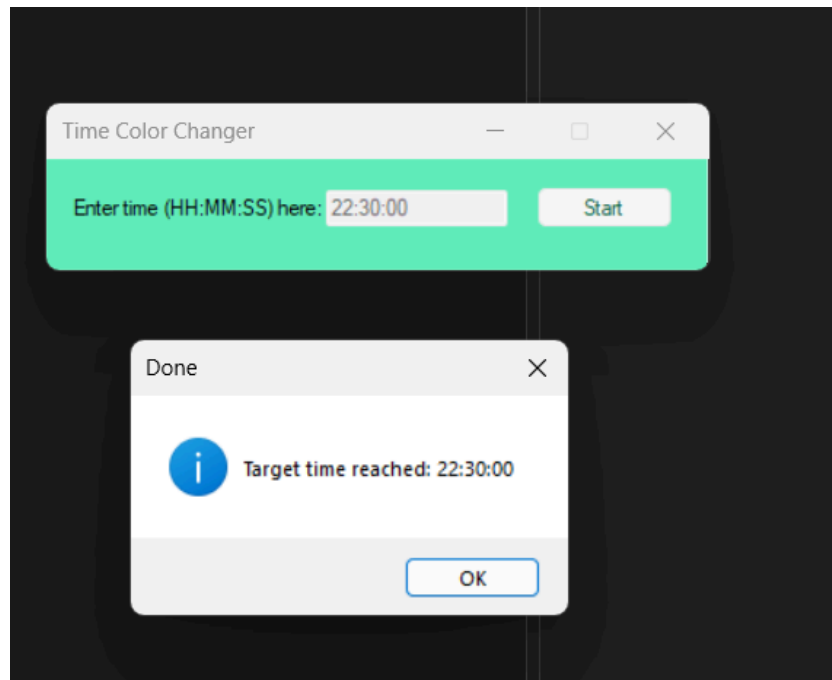 Time Color Changer
Enter time (HH:MM:SS) here: 22:30:00 Start
Done
Target time reached: 22:30:00
OK